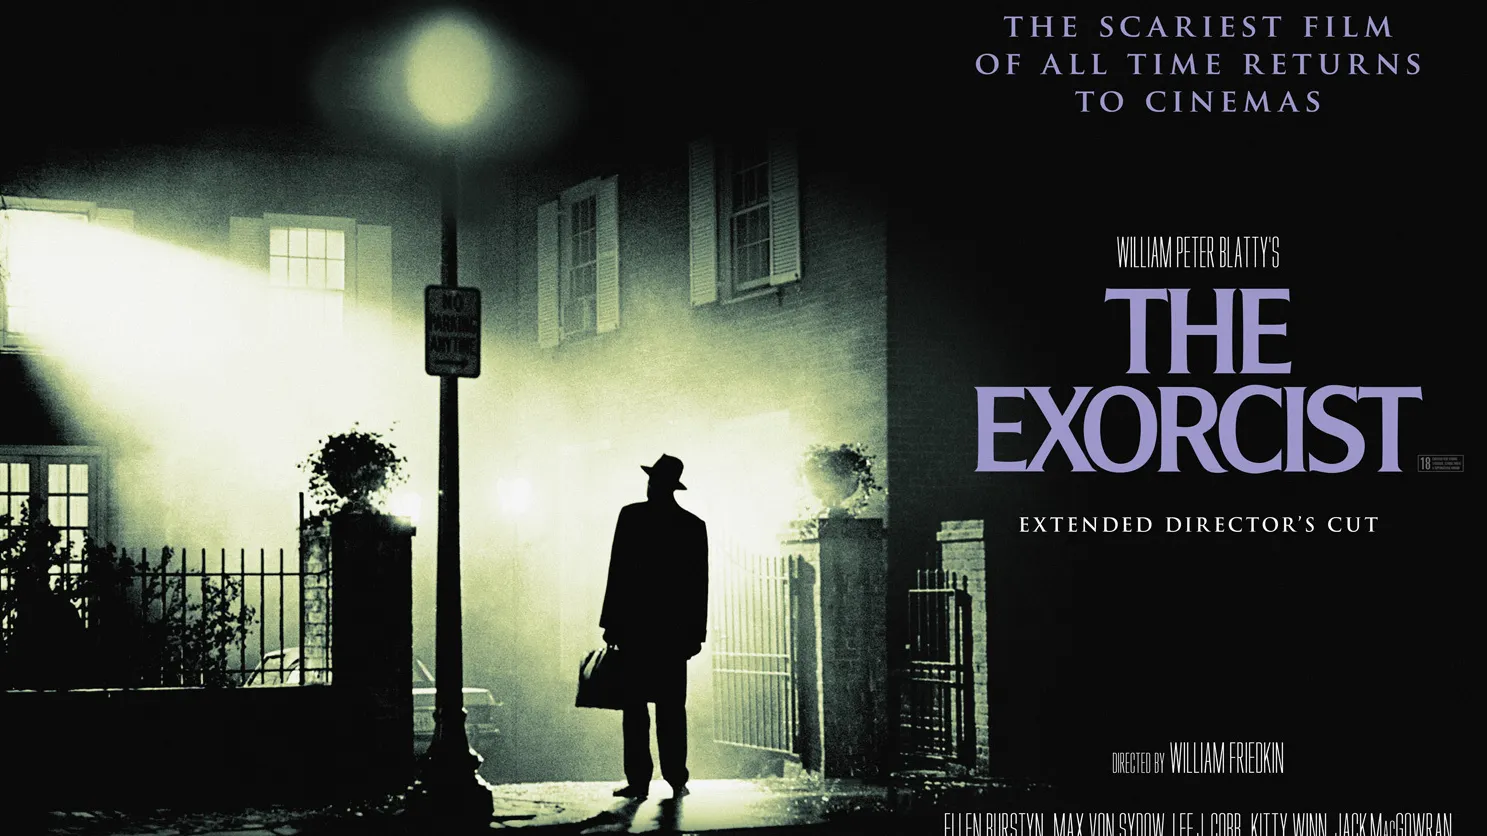 THE SCARIEST FILM
OF ALL TIME RETURNS
TO CINEMAS
NO
PARKING
ANYTIME
WILLIAM PETER BLATTY'S
THE
EXORCIST
18
EXTENDED DIRECTOR'S CUT
DIRECTED BY WILLIAM FRIEDKIN
ELLEN BURSTYN MAX VON SYDOW LEE J. COBB KITTY WINN JACK MacGOWRAN